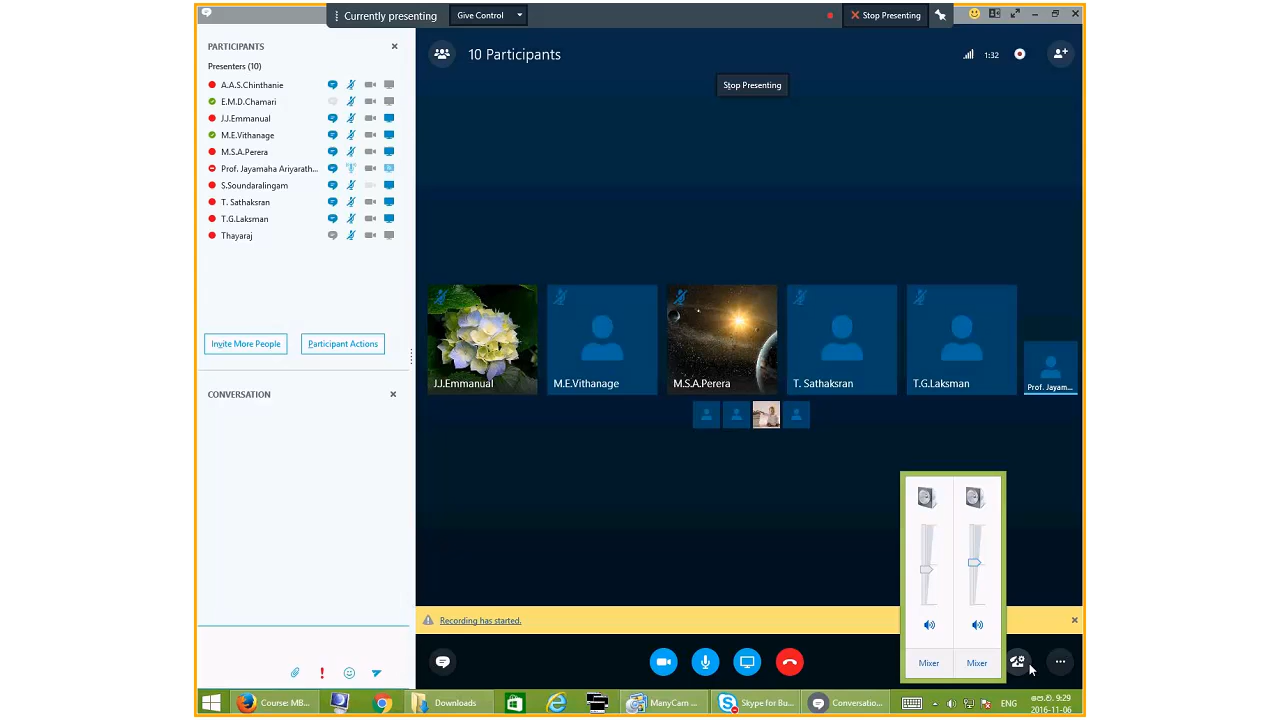 Currently presenting
Give Control
Stop Presenting
PARTICIPANTS
Presenters (10)
A.A.S.Chinthanie
E.M.D.Chamari
J.J.Emmanual
M.E.Vithanage
M.S.A.Perera
Prof. Jayamaha Ariyarath...
S.Soundaralingam
T. Sathaksran
T.G.Laksman
Thayaraj
Invite More People
Participant Actions
CONVERSATION
10 Participants
1:32
Stop Presenting
J.J.Emmanual
M.E.Vithanage
M.S.A.Perera
T. Sathaksran
T.G.Laksman
Prof. Jayam...
Recording has started.
Mixer
Mixer
Course: MB...
Downloads
ManyCam ...
Skype for Bu...
Conversatio...
ENG
පෙ.ව. 9:29
2016-11-06